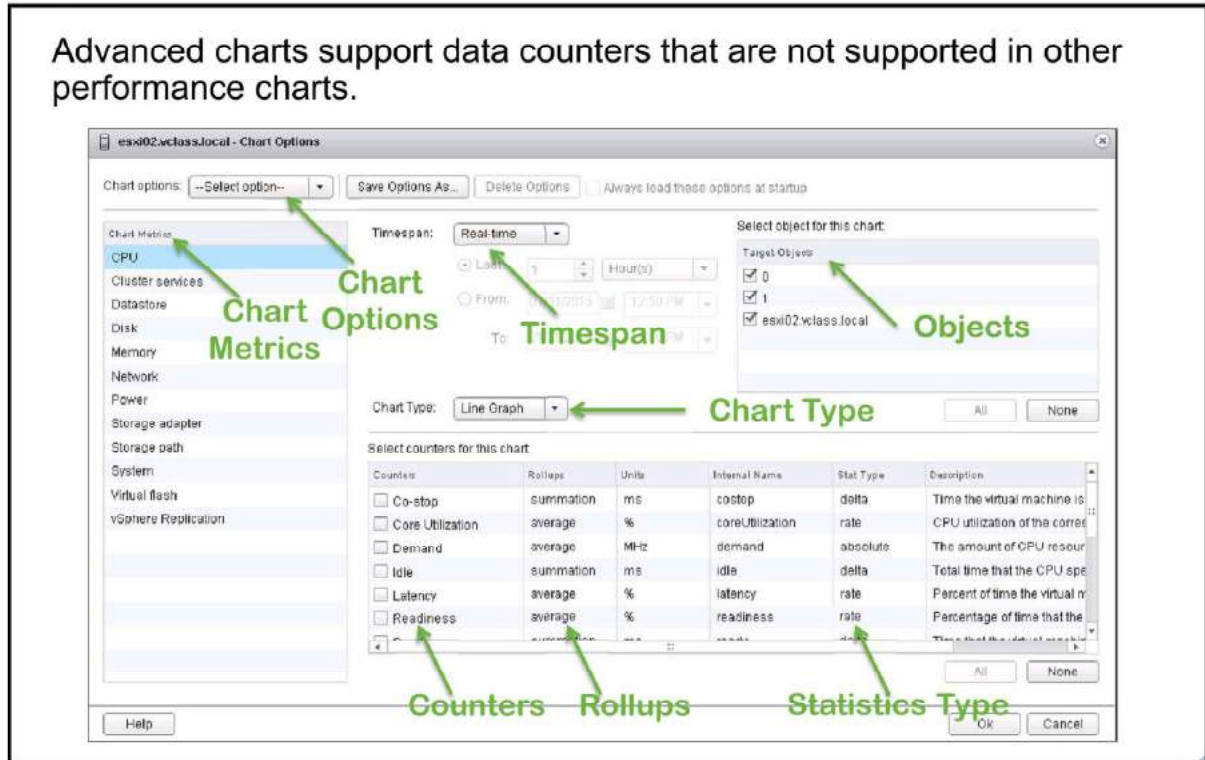 Advanced charts support data counters that are not supported in other
performance charts.
esxi02.vclass.local - Chart Options
Chart options: --Select option-- Save Options As... Delete Options Always load these options at startup
Chart Metrics
CPU
Cluster services
Datastore
Disk
Memory
Network
Power
Storage adapter
Storage path
System
Virtual flash
vSphere Replication
Chart Options
Chart Metrics
Timespan: Real-time
Last: 1 Hour(s)
From: 12:50 PM
To:
Timespan
Select object for this chart:
Target Objects
0
1
esxi02.vclass.local
Objects
All None
Chart Type: Line Graph
Chart Type
Select counters for this chart:
Counters Rollups Units Internal Name Stat Type Description
Co-stop summation ms costop delta Time the virtual machine is
Core Utilization average % coreUtilization rate CPU utilization of the corres
Demand average MHz demand absolute The amount of CPU resour
Idle summation ms idle delta Total time that the CPU spe
Latency average % latency rate Percent of time the virtual m
Readiness average % readiness rate Percentage of time that the
Counters Rollups Statistics Type
All None
Help Ok Cancel